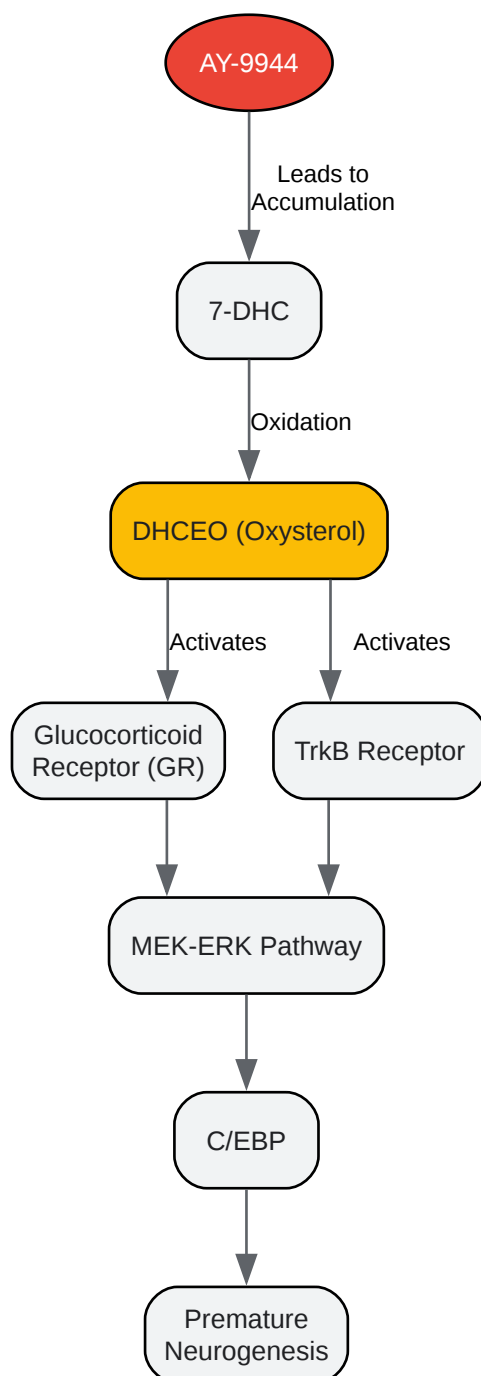 AY-9944
Leads to
Accumulation
7-DHC
Oxidation
DHCEO (Oxysterol)
Activates
Activates
Glucocorticoid
Receptor (GR)
TrkB Receptor
MEK-ERK Pathway
C/EBP
Premature
Neurogenesis